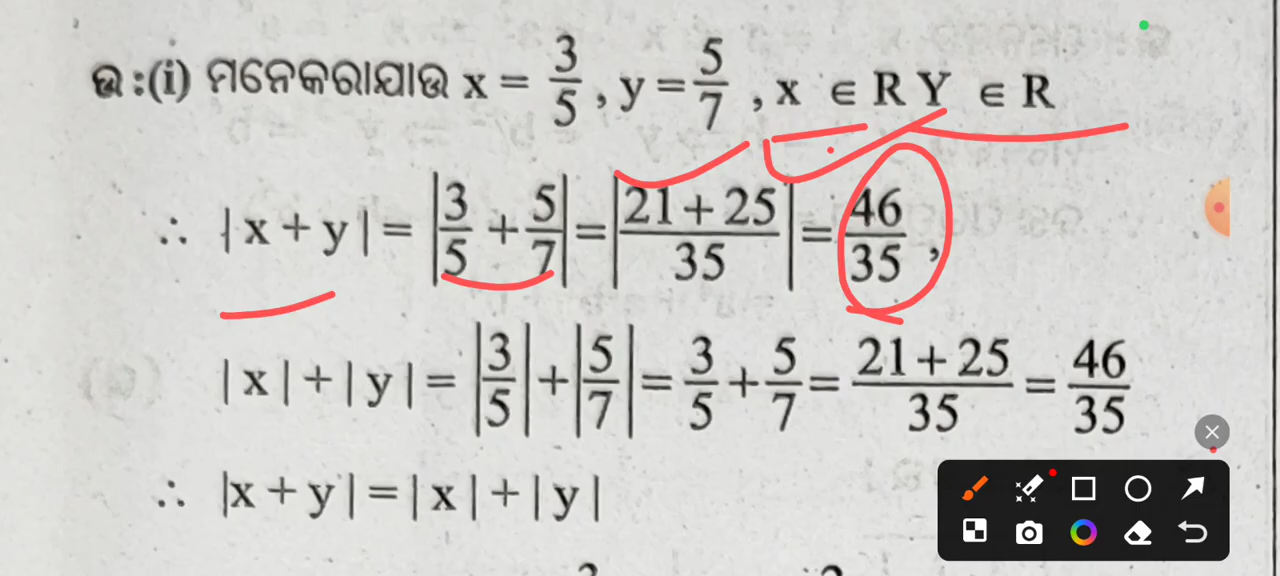 ଉ :(i) ମନେକରାଯାଉ x = 3/5 , y = 5/7 , x ∈ R Y ∈ R
∴ | x + y | = |3/5 + 5/7| = |(21 + 25)/35| = 46/35 ,
| x | + | y | = |3/5| + |5/7| = 3/5 + 5/7 = (21 + 25)/35 = 46/35
∴ |x + y| = | x | + | y |